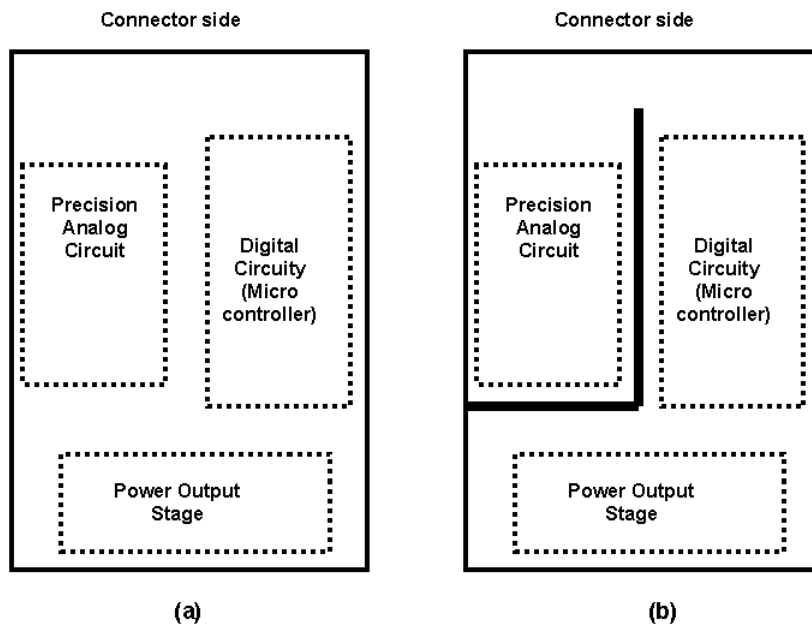 Connector side
Precision
Analog
Circuit
Digital
Circuity
(Micro
controller)
Power Output
Stage
(a)
Connector side
Precision
Analog
Circuit
Digital
Circuity
(Micro
controller)
Power Output
Stage
(b)